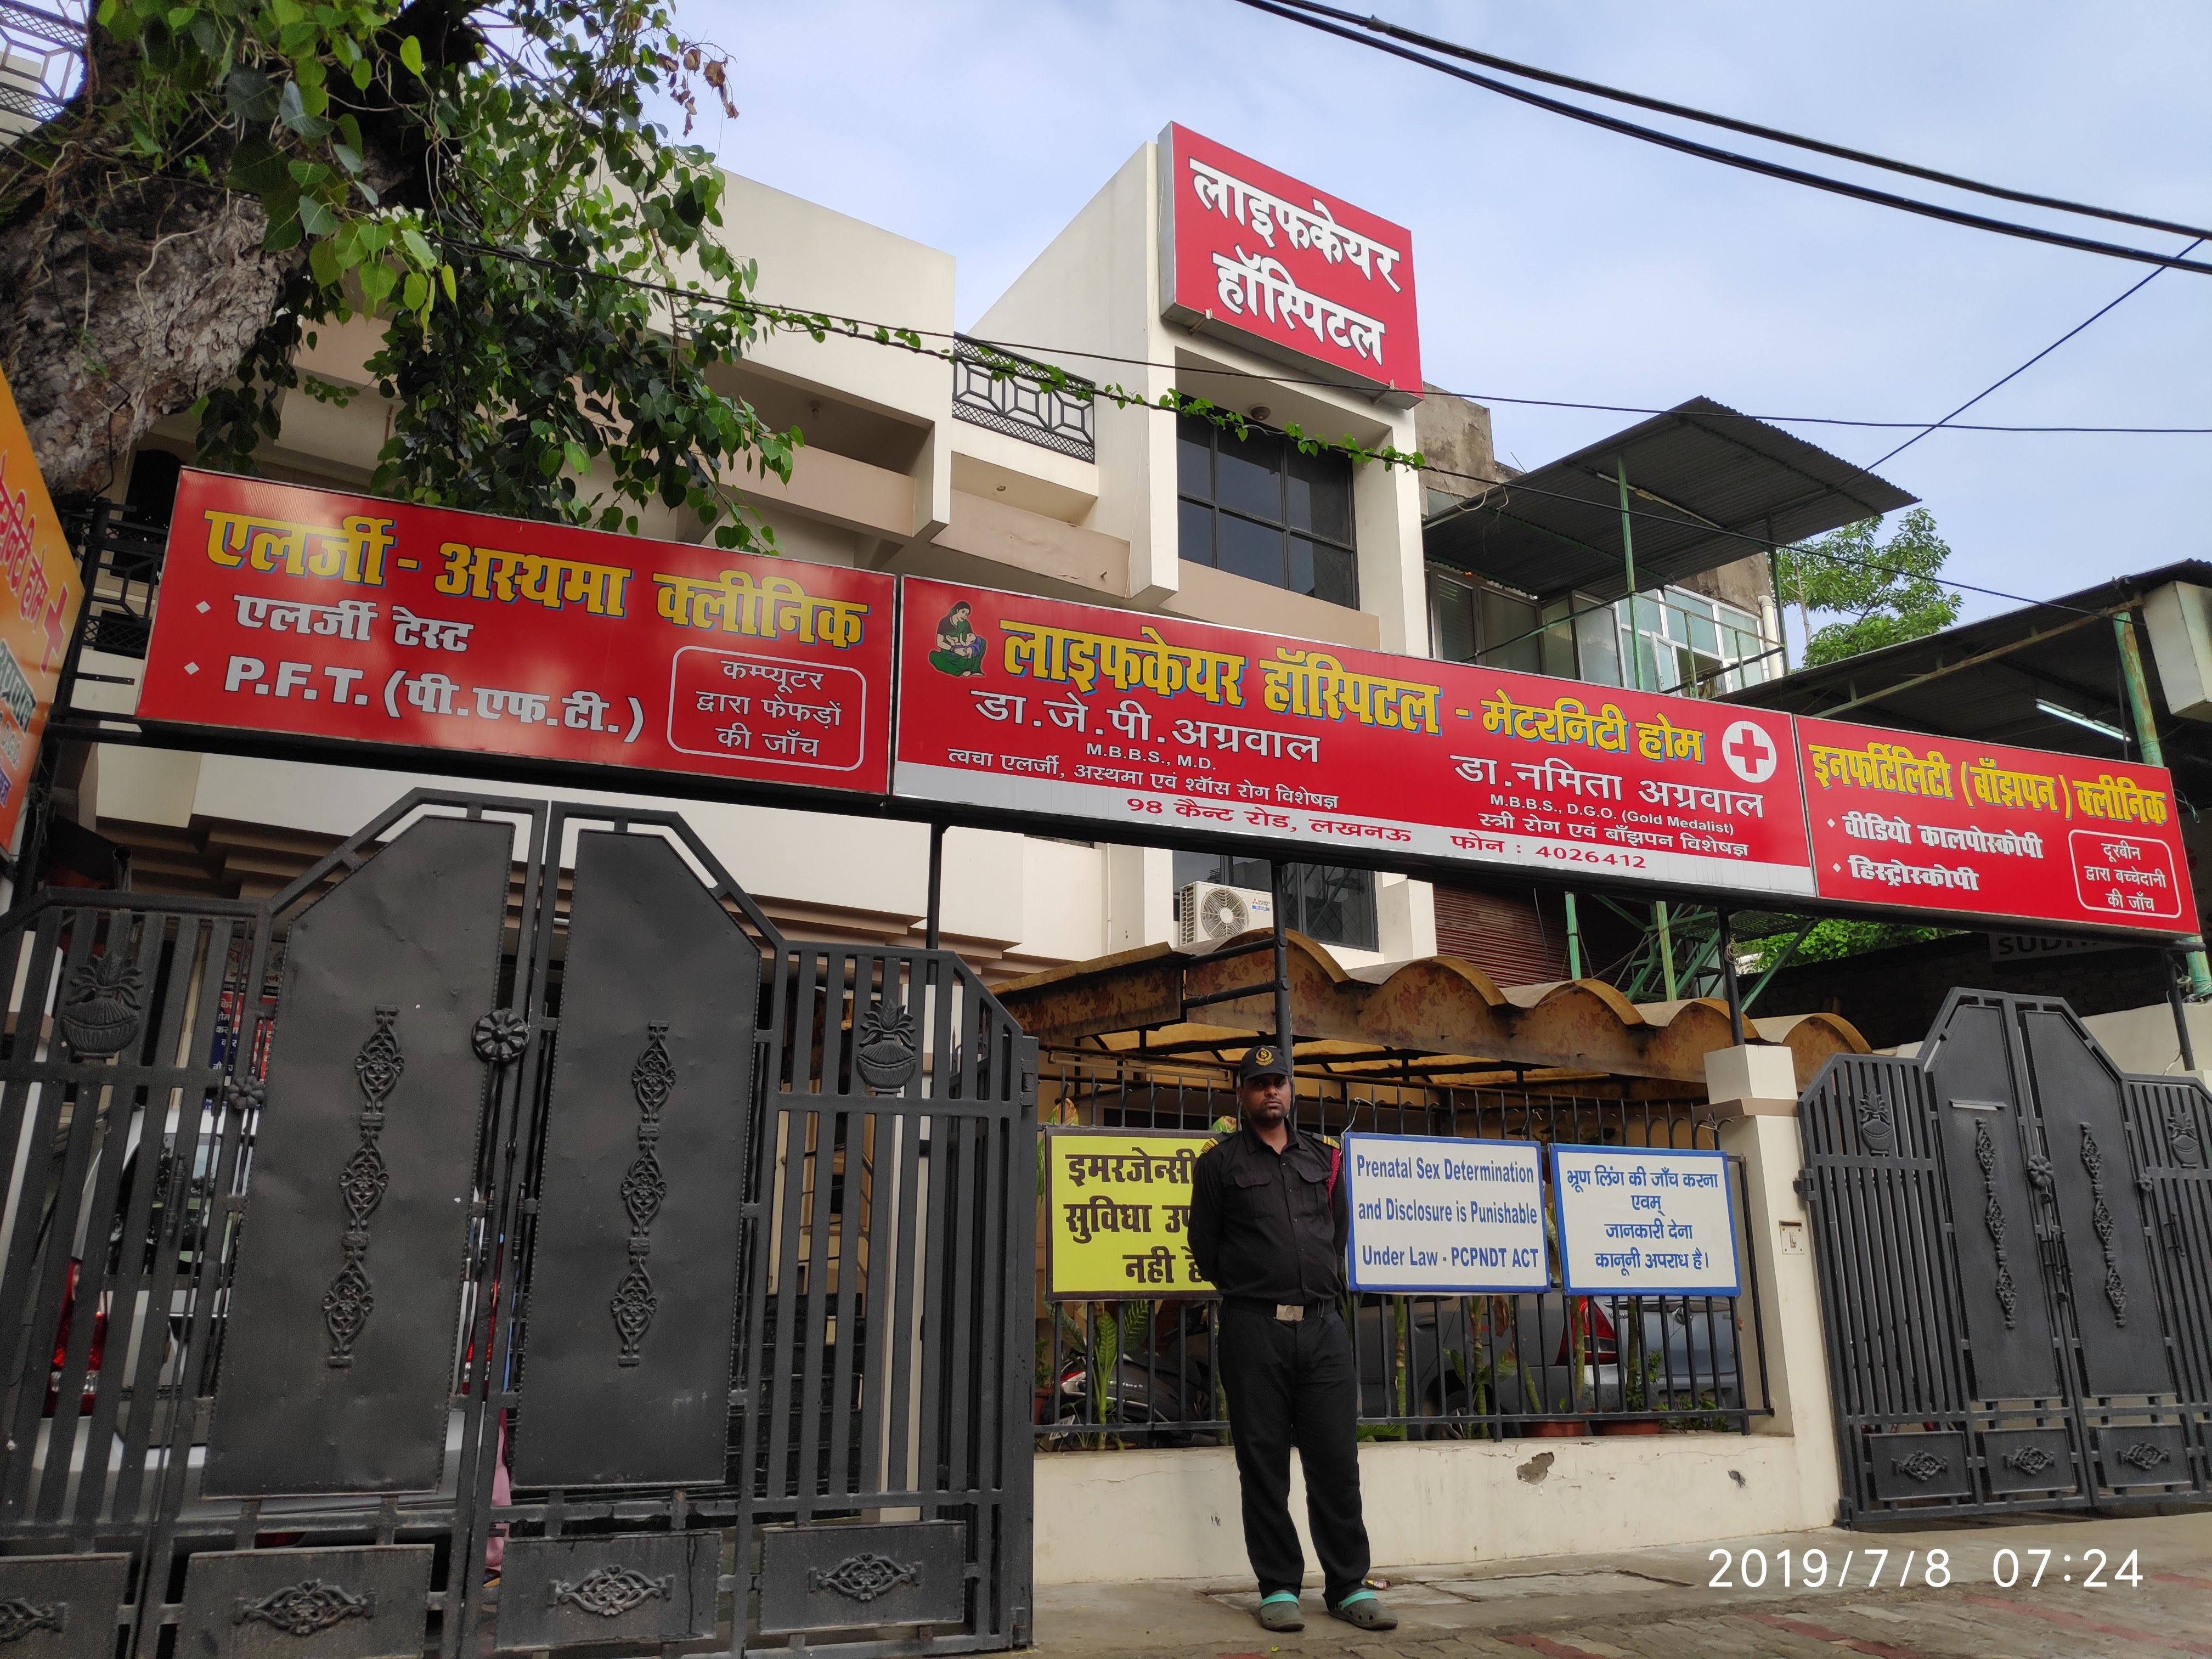 लाइफकेयर
हॉस्पिटल
एलर्जी - अस्थमा क्लीनिक
एलर्जी टेस्ट
P.F.T. (पी.एफ.टी.)
कम्प्यूटर
द्वारा फेफड़ों
की जाँच
लाइफकेयर हॉस्पिटल - मेटरनिटी होम
डा.जे.पी.अग्रवाल
M.B.B.S., M.D.
त्वचा एलर्जी, अस्थमा एवं श्वाँस रोग विशेषज्ञ
डा.नमिता अग्रवाल
M.B.B.S., D.G.O. (Gold Medalist)
स्त्री रोग एवं बाँझपन विशेषज्ञ
98 कैन्ट रोड, लखनऊ फोन : 4026412
इनफर्टिलिटी (बाँझपन) क्लीनिक
वीडियो कालपोस्कोपी
हिस्ट्रोस्कोपी
दूरबीन
द्वारा बच्चेदानी
की जाँच
होम
इमरजेन्सी
सुविधा
नही
Prenatal Sex Determination
and Disclosure is Punishable
Under Law - PCPNDT ACT
भ्रूण लिंग की जाँच करना
एवम्
जानकारी देना
कानूनी अपराध है।
2019/7/8 07:24